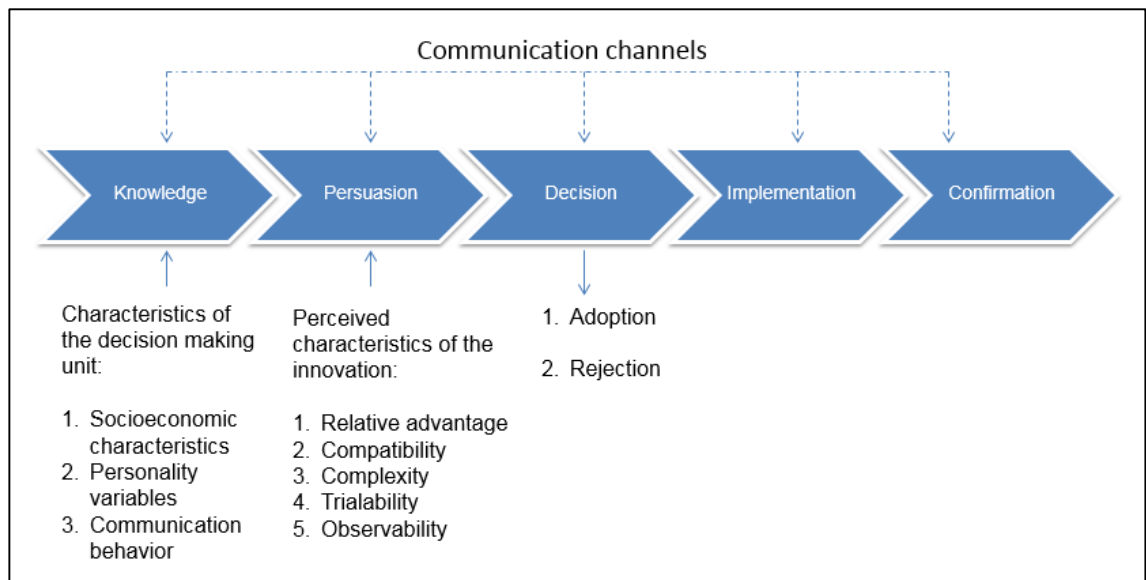 Communication channels
Knowledge
Persuasion
Decision
Implementation
Confirmation
Characteristics of
the decision making
unit:
1. Socioeconomic
characteristics
2. Personality
variables
3. Communication
behavior
Perceived
characteristics of the
innovation:
1. Relative advantage
2. Compatibility
3. Complexity
4. Trialability
5. Observability
1. Adoption
2. Rejection